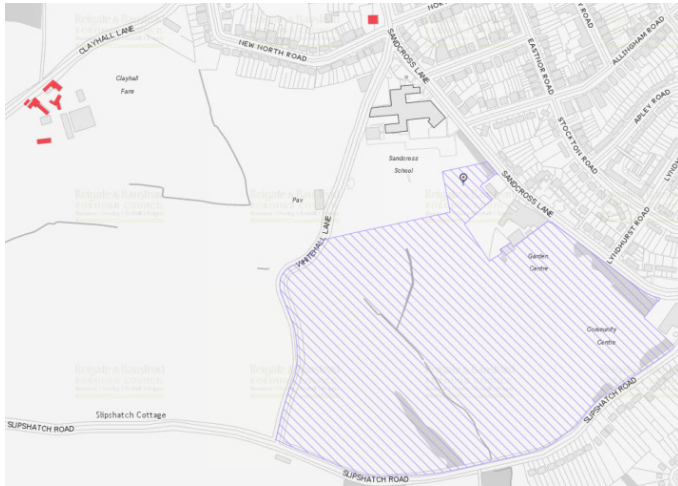 CLAYHALL LANE
NEW NORTH ROAD
SANDCROSS LANE
EASTNOR ROAD
ALLINGHAM ROAD
STOCKTON ROAD
APLEY ROAD
Clayhall
Farm
Sandcross
School
Pav
WHITEHALL LANE
SANDCROSS LANE
LYNDHURST ROAD
Garden
Centre
Community
Centre
SLIPSHATCH ROAD
Slipshatch Cottage
SLIPSHATCH ROAD
SLIPSHATCH ROAD
Reigate & Banstead
BOROUGH COUNCIL